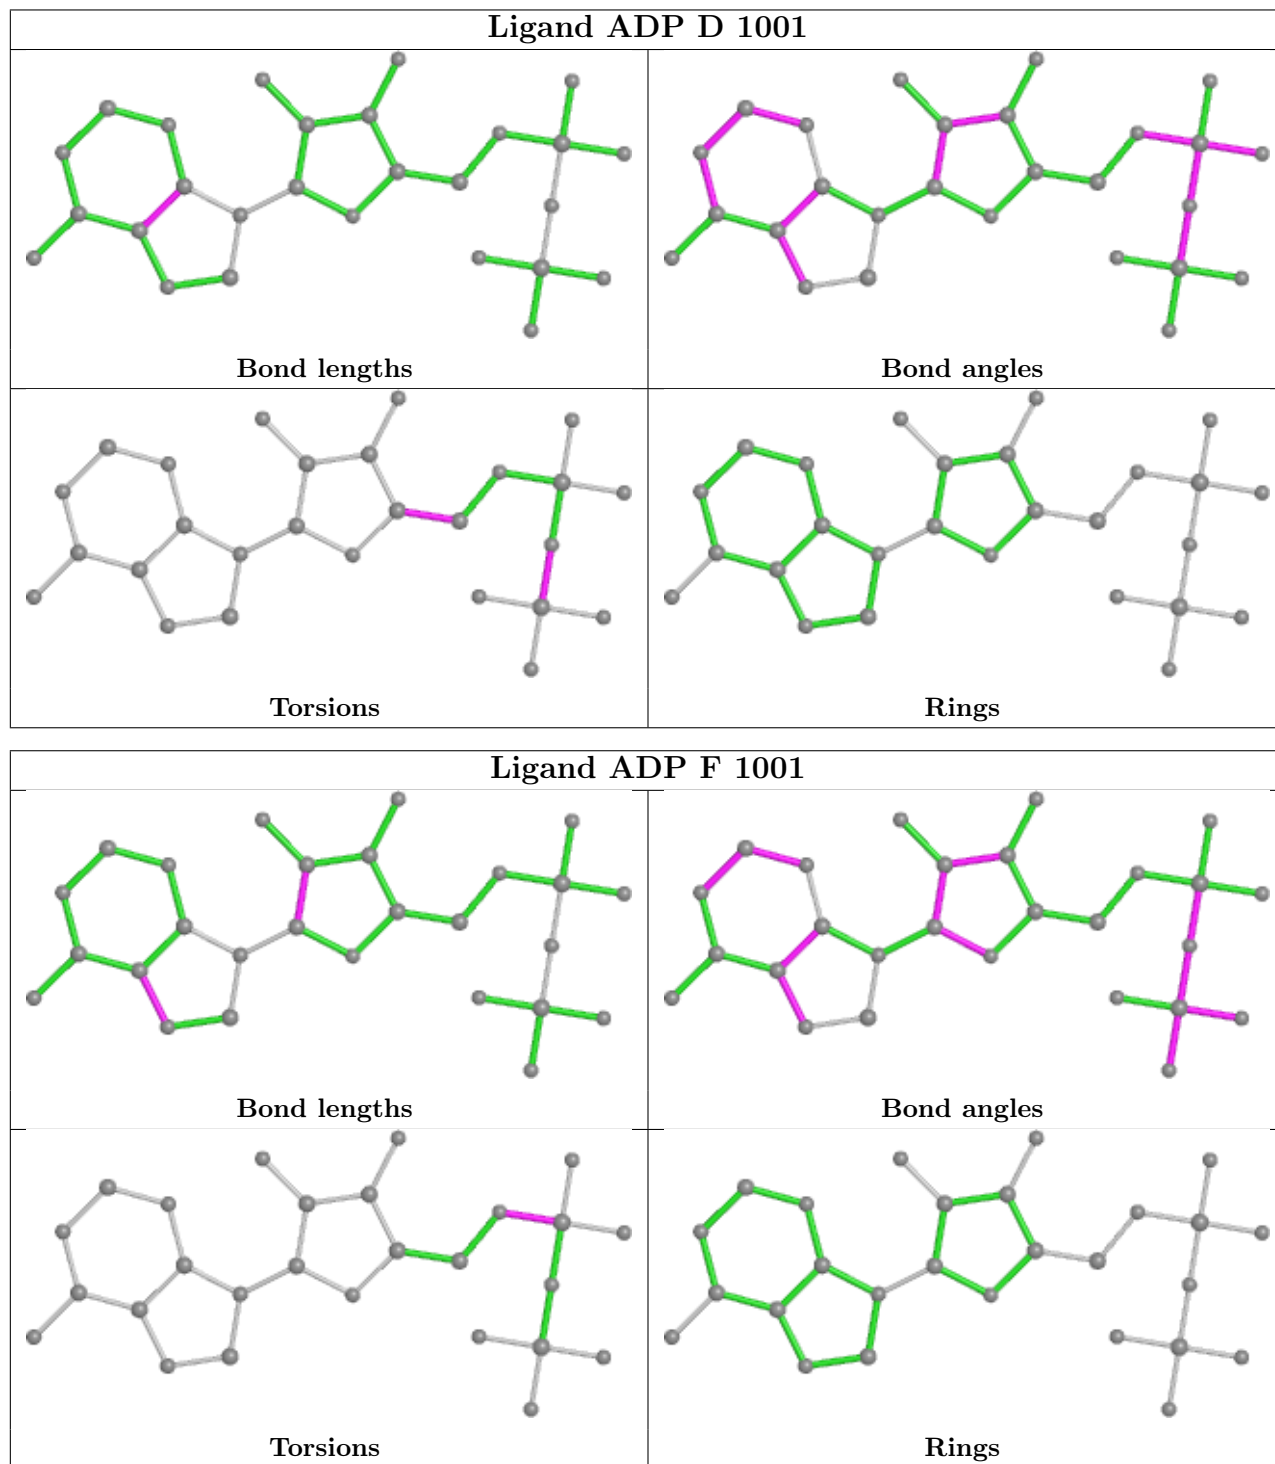 Ligand ADP D 1001
Bond lengths
Bond angles
Torsions
Rings
Ligand ADP F 1001
Bond lengths
Bond angles
Torsions
Rings